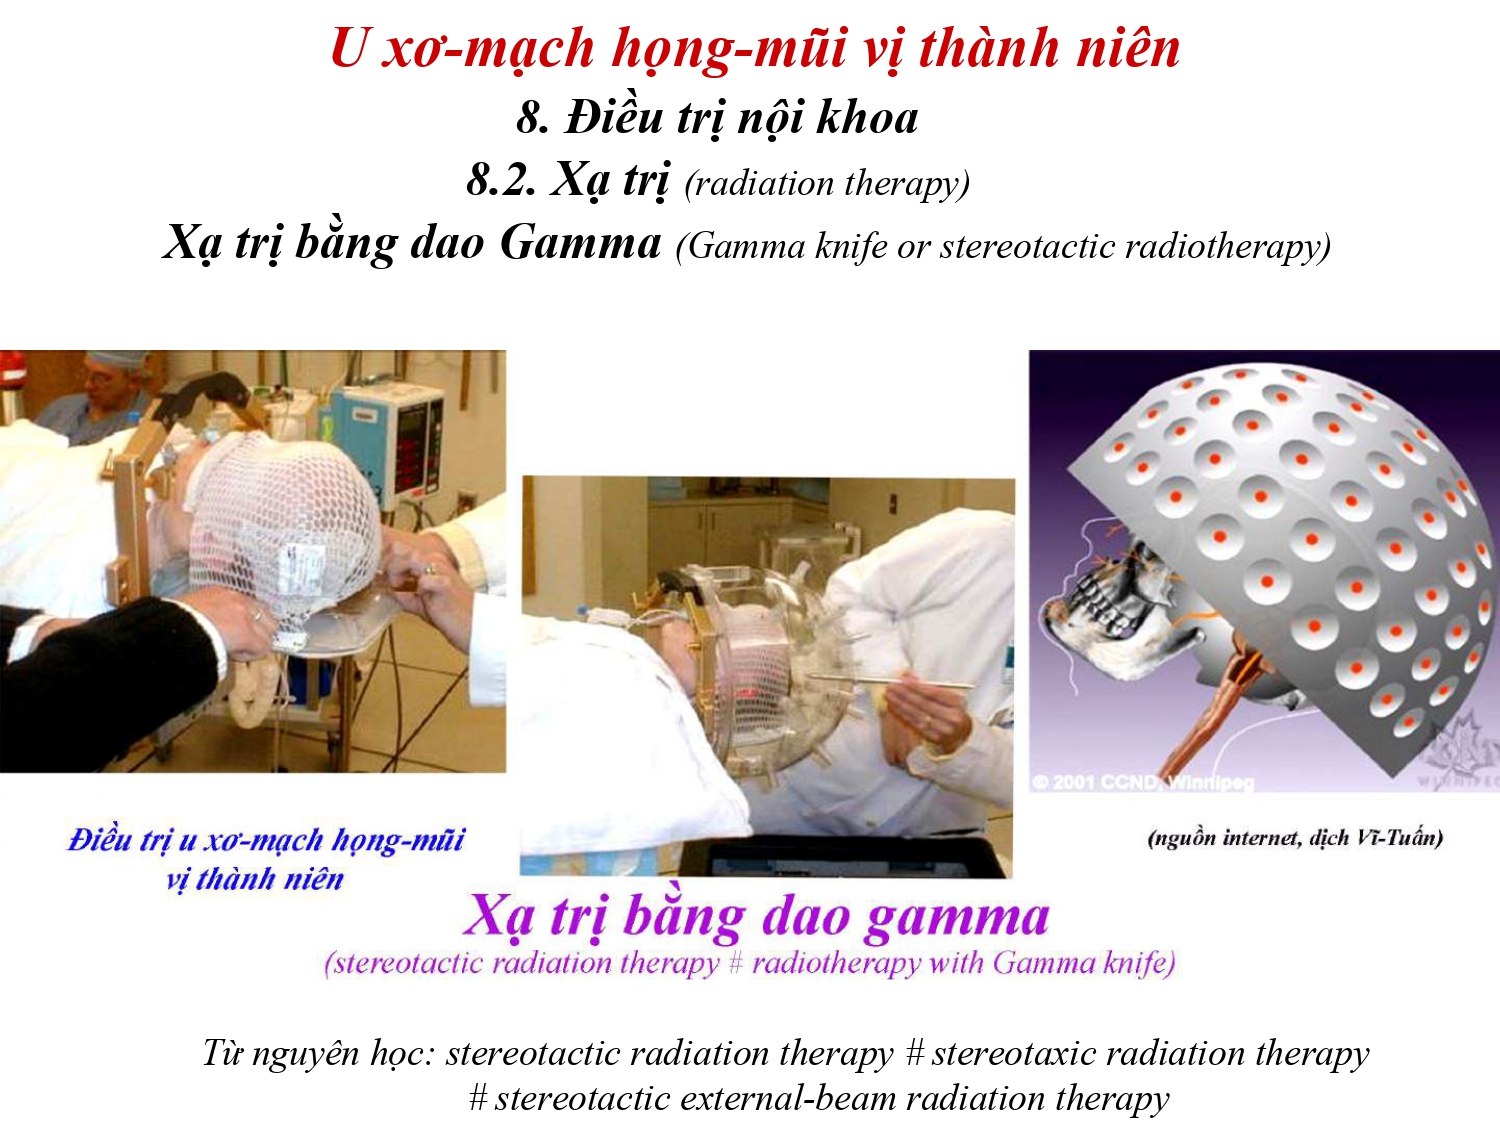 U xơ-mạch họng-mũi vị thành niên
8. Điều trị nội khoa
8.2. Xạ trị (radiation therapy)
Xạ trị bằng dao Gamma (Gamma knife or stereotactic radiotherapy)
© 2001 CCND, Winnipeg
WINNIPEG
Điều trị u xơ-mạch họng-mũi
vị thành niên
(nguồn internet, dịch Vĩ-Tuấn)
Xạ trị bằng dao gamma
(stereotactic radiation therapy # radiotherapy with Gamma knife)
Từ nguyên học: stereotactic radiation therapy # stereotaxic radiation therapy
# stereotactic external-beam radiation therapy